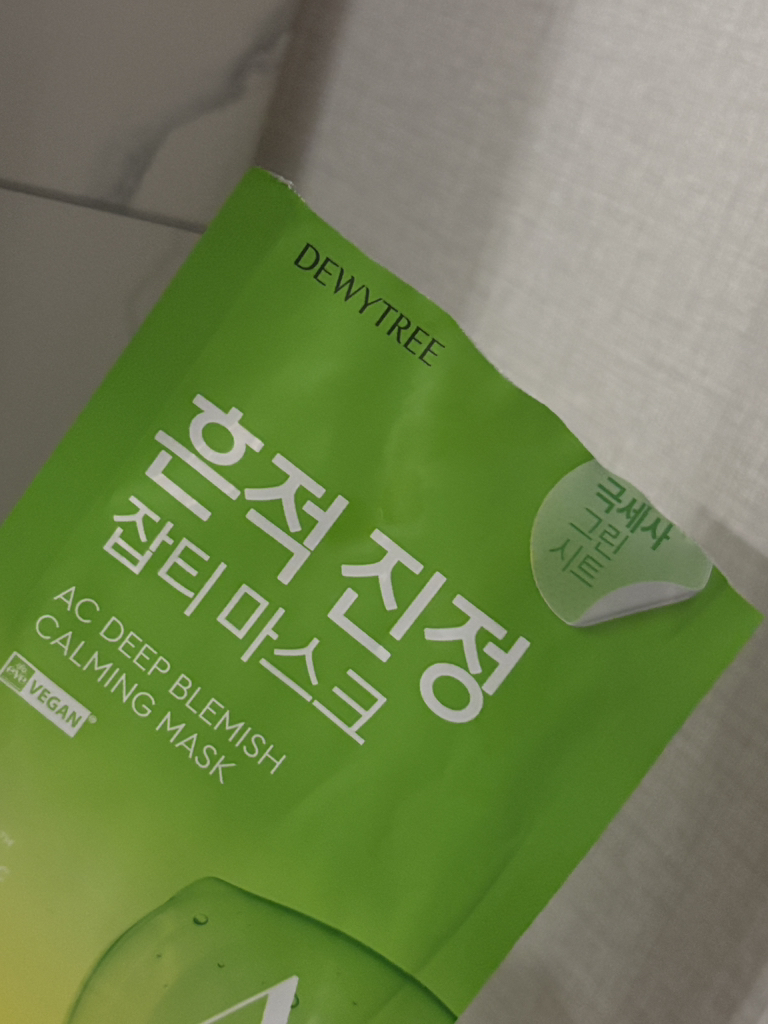 DEWYTREE
흔적 진정
잡티 마스크
AC DEEP BLEMISH
CALMING MASK
eve
VEGAN®
극세사
그린
시트